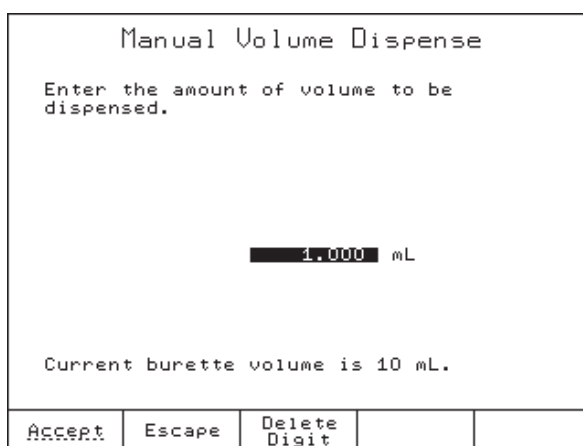 Manual Volume Dispense
Enter the amount of volume to be
dispensed.
1.000 mL
Current burette volume is 10 mL.
Accept Escape Delete
Digit